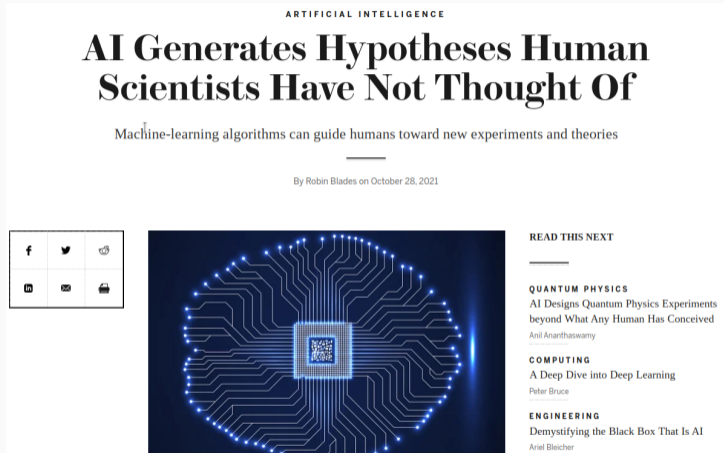 ARTIFICIAL INTELLIGENCE
AI Generates Hypotheses Human
Scientists Have Not Thought Of
Machine-learning algorithms can guide humans toward new experiments and theories
By Robin Blades on October 28, 2021
READ THIS NEXT
QUANTUM PHYSICS
AI Designs Quantum Physics Experiments
beyond What Any Human Has Conceived
Anil Ananthaswamy
COMPUTING
A Deep Dive into Deep Learning
Peter Bruce
ENGINEERING
Demystifying the Black Box That Is AI
Ariel Bleicher